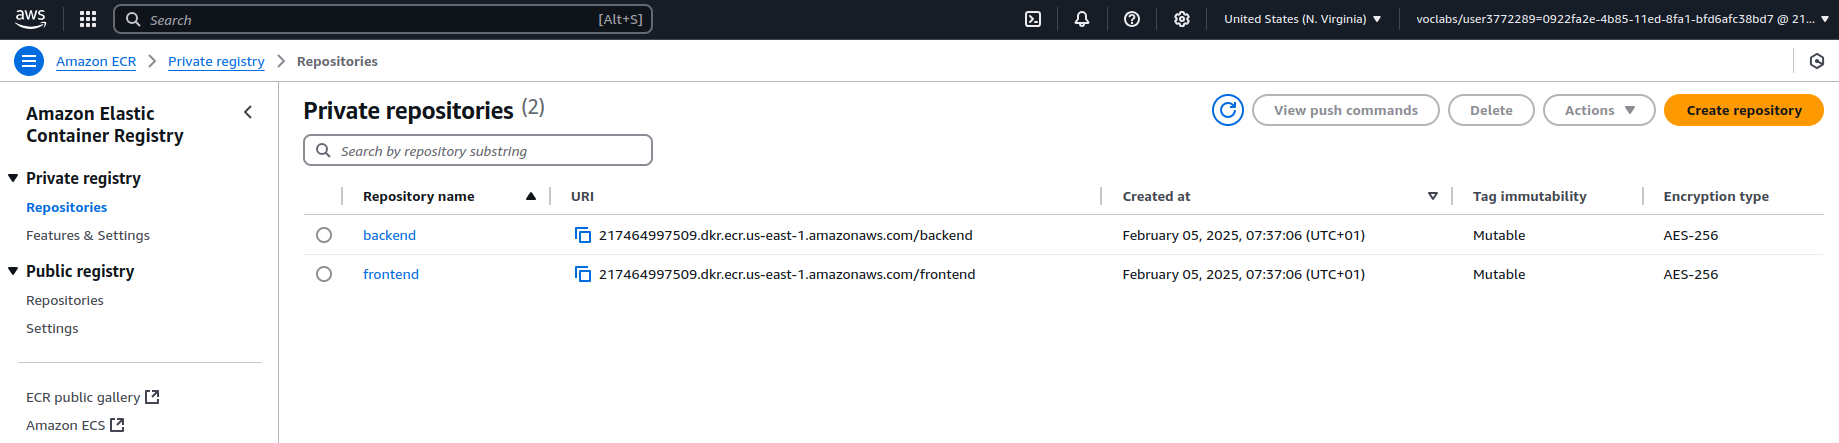 aws Search [Alt+S] United States (N. Virginia) voclabs/user3772289=0922fa2e-4b85-11ed-8fa1-bfd6afc38bd7 @ 21...
Amazon ECR Private registry Repositories
Amazon Elastic
Container Registry
Private registry
Repositories
Features & Settings
Public registry
Repositories
Settings
ECR public gallery
Amazon ECS
Private repositories (2) View push commands Delete Actions Create repository
Search by repository substring
Repository name URI Created at Tag immutability Encryption type
backend 217464997509.dkr.ecr.us-east-1.amazonaws.com/backend February 05, 2025, 07:37:06 (UTC+01) Mutable AES-256
frontend 217464997509.dkr.ecr.us-east-1.amazonaws.com/frontend February 05, 2025, 07:37:06 (UTC+01) Mutable AES-256